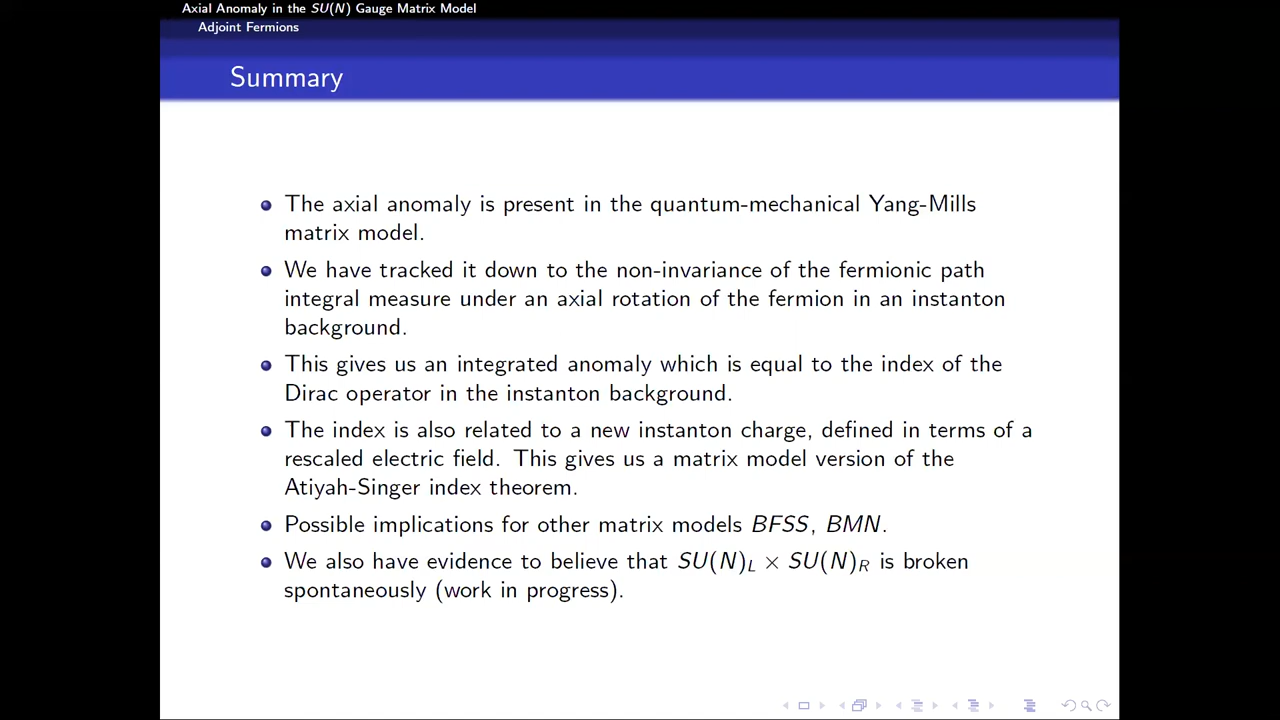 Axial Anomaly in the SU(N) Gauge Matrix Model
Adjoint Fermions
Summary
The axial anomaly is present in the quantum-mechanical Yang-Mills
matrix model.
We have tracked it down to the non-invariance of the fermionic path
integral measure under an axial rotation of the fermion in an instanton
background.
This gives us an integrated anomaly which is equal to the index of the
Dirac operator in the instanton background.
The index is also related to a new instanton charge, defined in terms of a
rescaled electric field. This gives us a matrix model version of the
Atiyah-Singer index theorem.
Possible implications for other matrix models BFSS, BMN.
We also have evidence to believe that SU(N)_L × SU(N)_R is broken
spontaneously (work in progress).